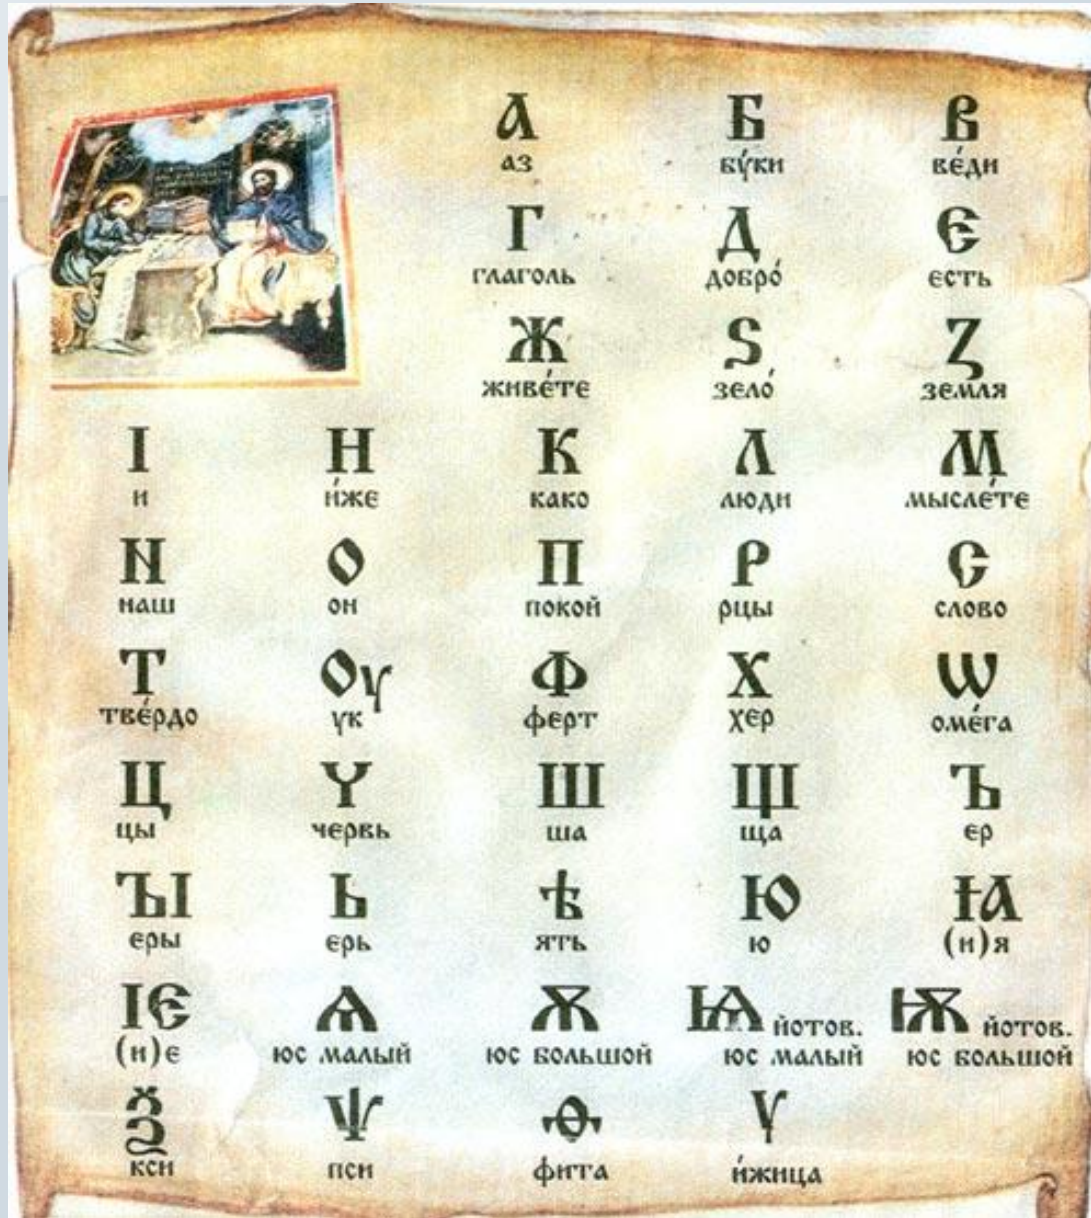 А Б В
аз бу́ки ве́ди
Г Д Є
глаголь добро́ есть
Ж Ѕ З
живе́те зело́ земля
І Н К Л М
и и́же како люди мысле́те
N О П Р С
наш он покой рцы слово
Т Оу Ф Х Ѡ
тве́рдо ук ферт хер оме́га
Ц Ч Ш Щ Ъ
цы червь ша ща ер
ЪІ Ь Ѣ Ю ІА
еры ерь ять ю (и)я
ІЄ Ѧ Ѫ Ѩ йотов. Ѭ йотов.
(и)є юс малый юс большой юс малый юс большой
Ѯ Ѱ Ѳ Ѵ
кси пси фита и́жица